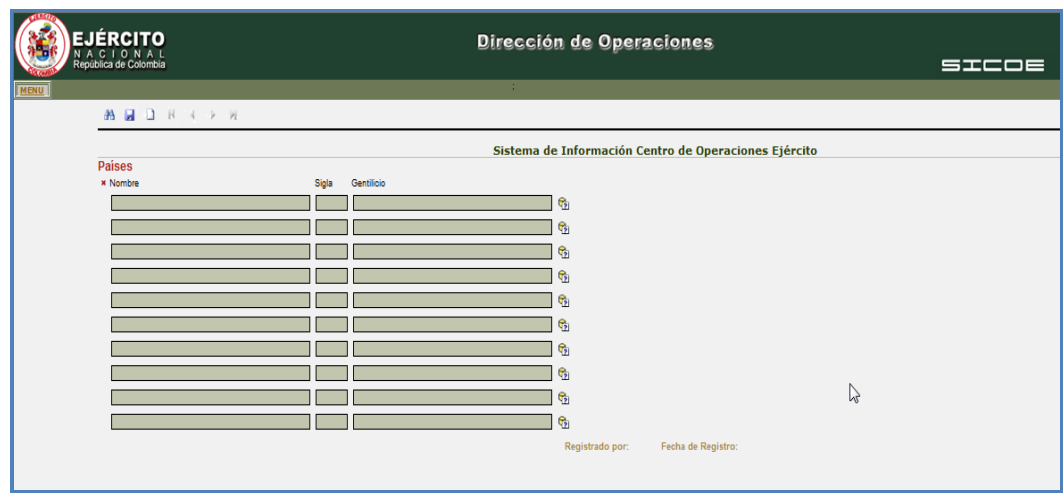 EJÉRCITO
NACIONAL
República de Colombia
Dirección de Operaciones
SICOE
MENU
Sistema de Información Centro de Operaciones Ejército
Países
Nombre Sigla Gentilicio
Registrado por: Fecha de Registro: